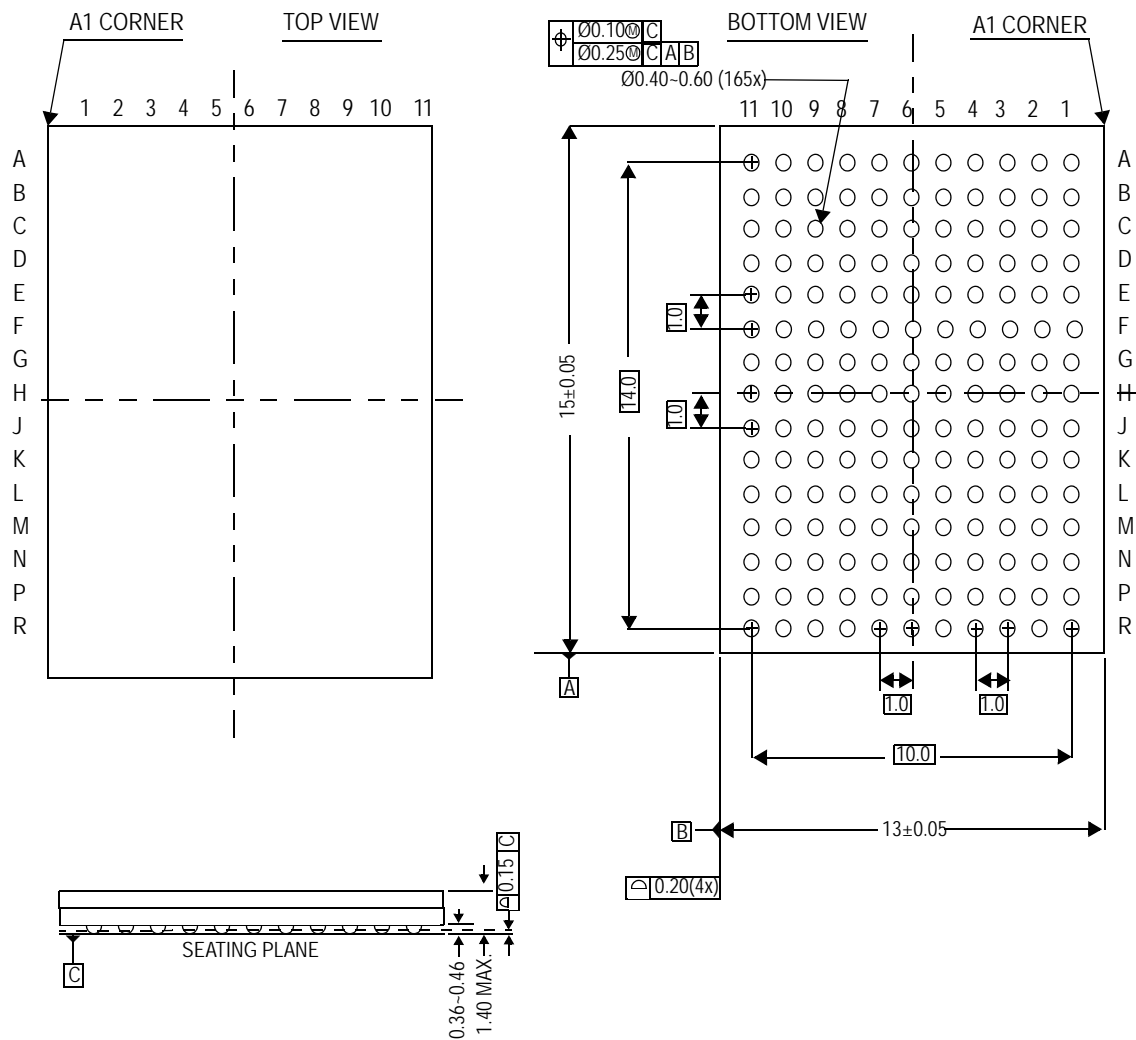 A1 CORNER
TOP VIEW
1 2 3 4 5 6 7 8 9 10 11
A
B
C
D
E
F
G
H
J
K
L
M
N
P
R
Ø0.10Ⓜ C
Ø0.25Ⓜ C A B
Ø0.40~0.60 (165x)
BOTTOM VIEW
A1 CORNER
11 10 9 8 7 6 5 4 3 2 1
A
B
C
D
E
F
G
H
J
K
L
M
N
P
R
15±0.05
14.0
1.0
1.0
A
1.0
1.0
10.0
B
13±0.05
0.20(4x)
0.15 C
SEATING PLANE
C
0.36~0.46
1.40 MAX.